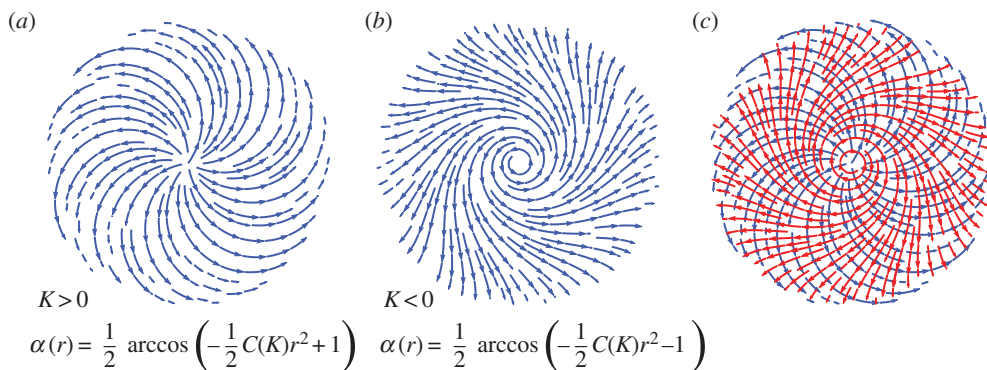 (a) (b) (c)
K > 0 K < 0
α(r) = 1/2 arccos (−1/2 C(K)r² + 1) α(r) = 1/2 arccos (−1/2 C(K)r² − 1)